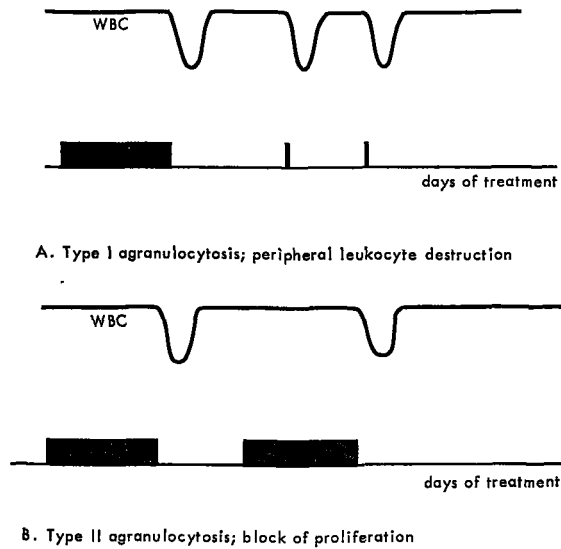 WBC
days of treatment
A. Type I agranulocytosis; peripheral leukocyte destruction
WBC
days of treatment
B. Type II agranulocytosis; block of proliferation